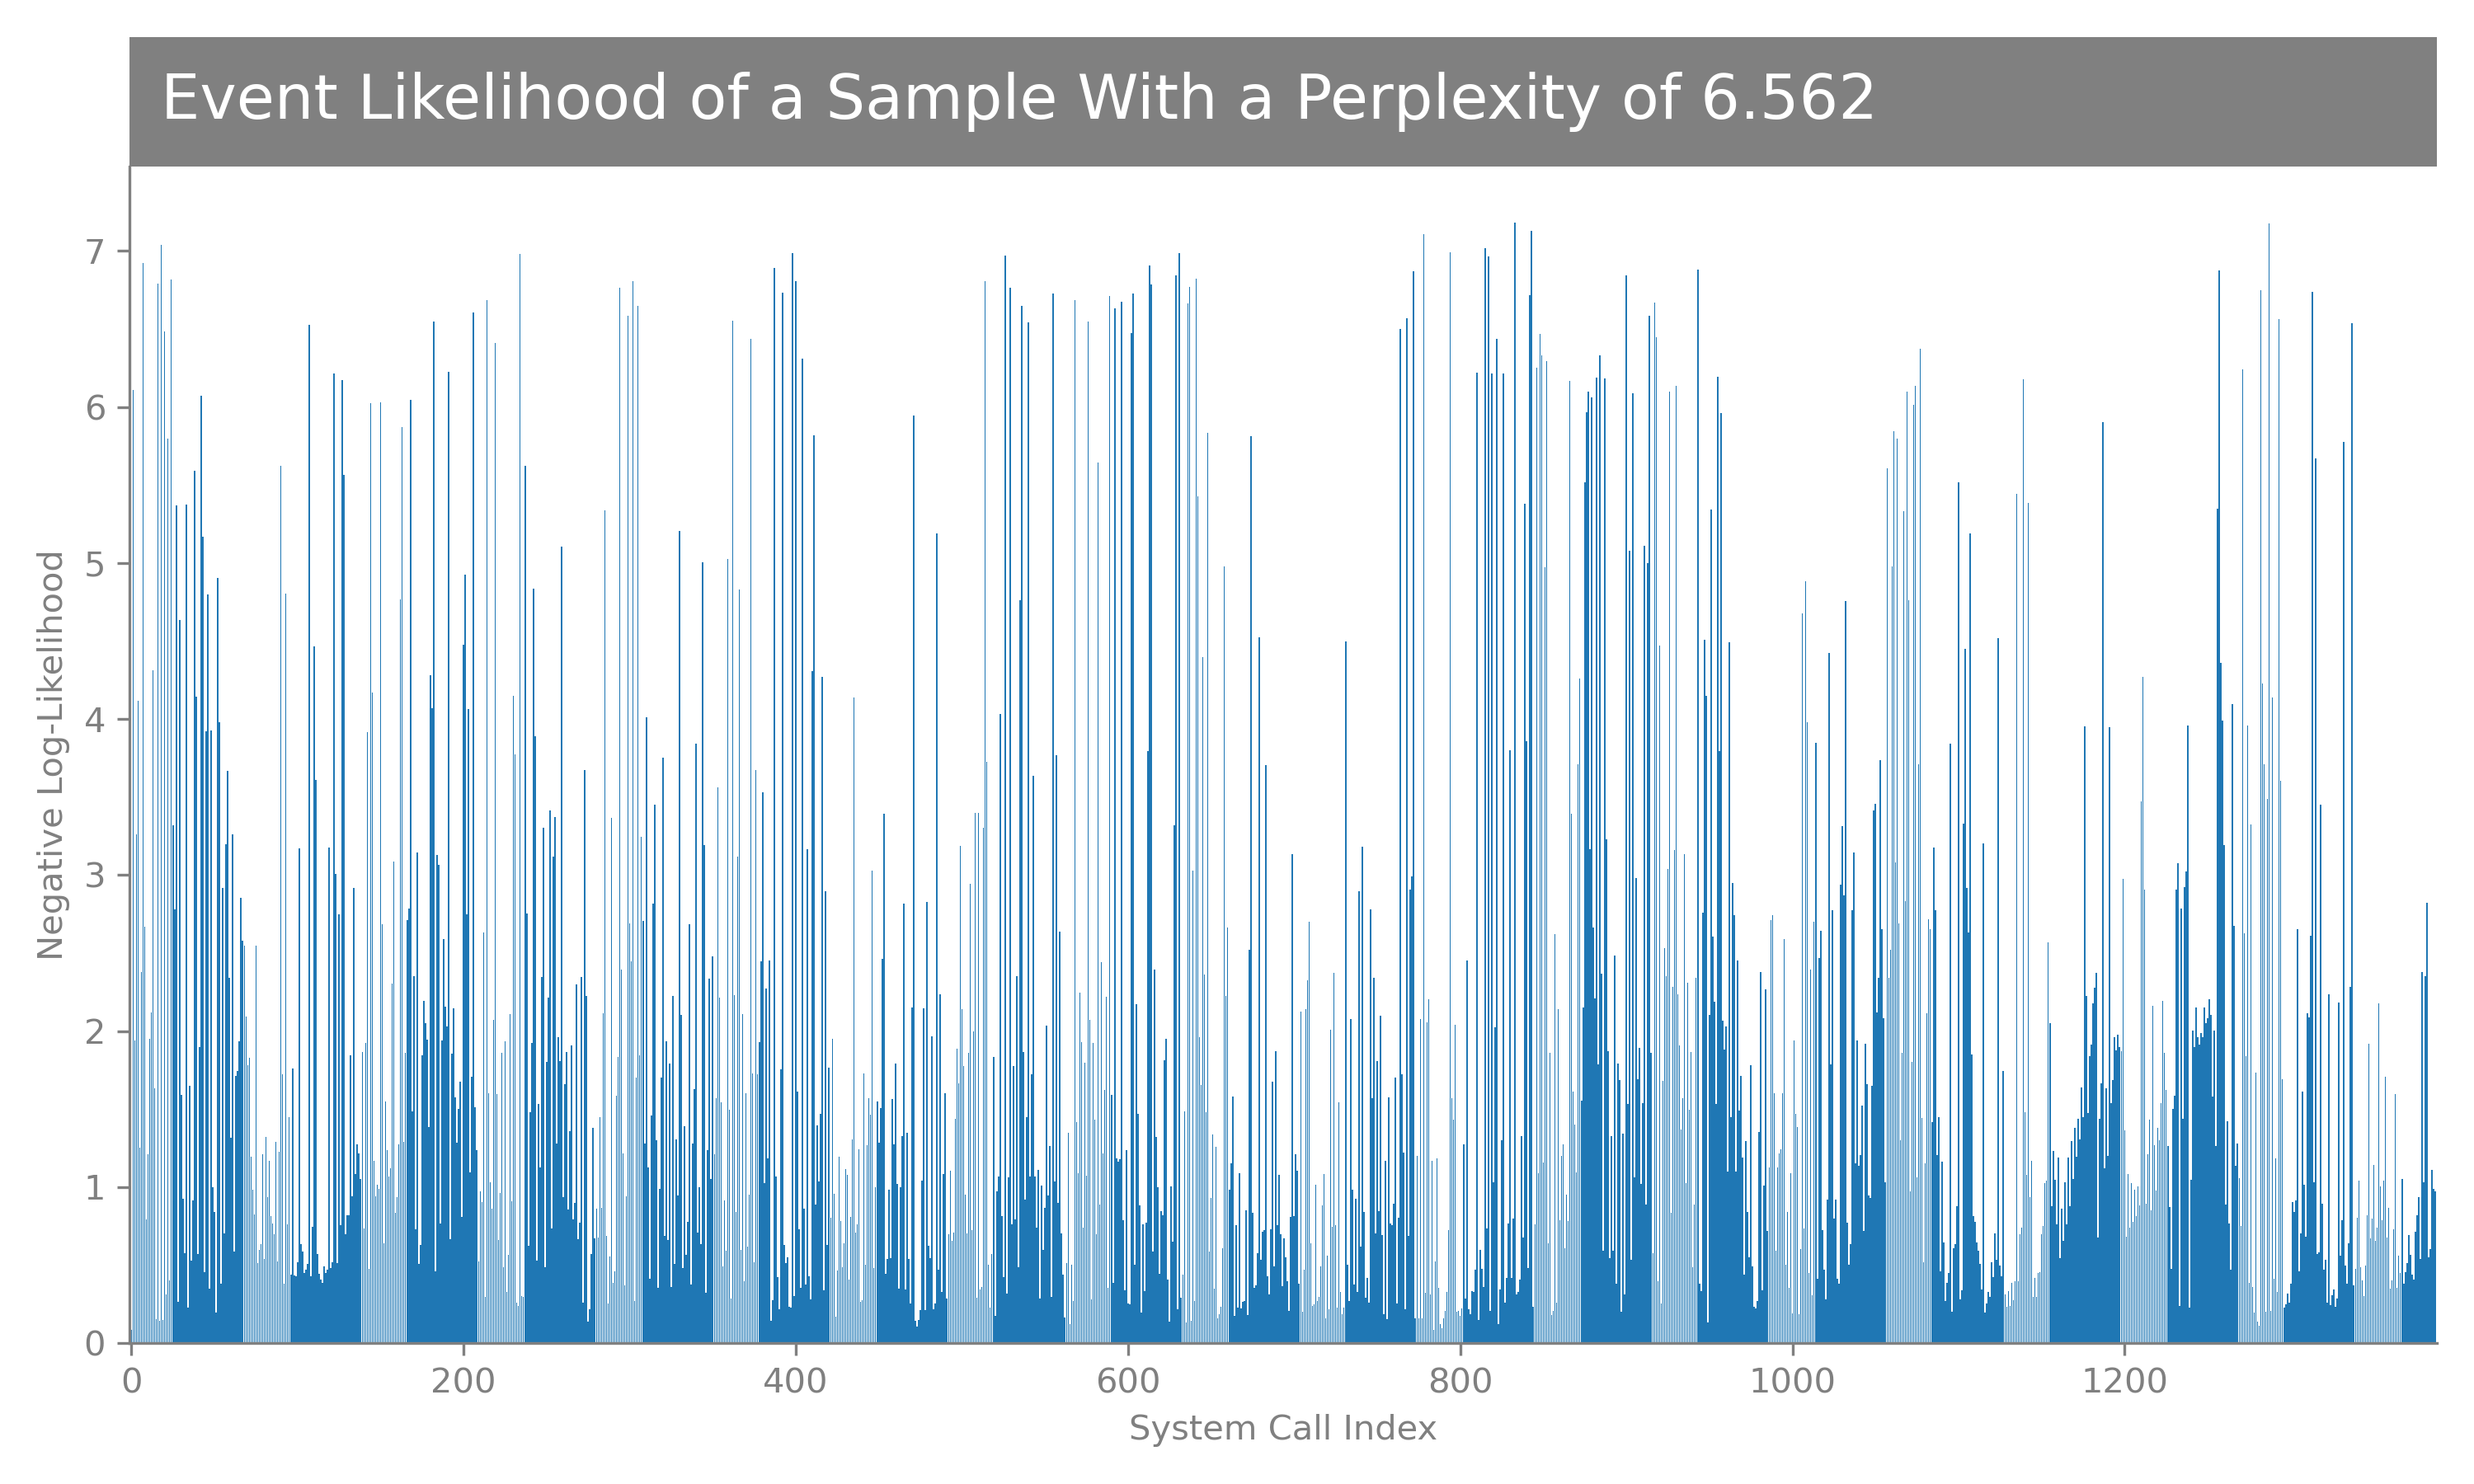 Event Likelihood of a Sample With a Perplexity of 6.562
7
6
5
4
3
2
1
0
Negative Log-Likelihood
0 200 400 600 800 1000 1200
System Call Index